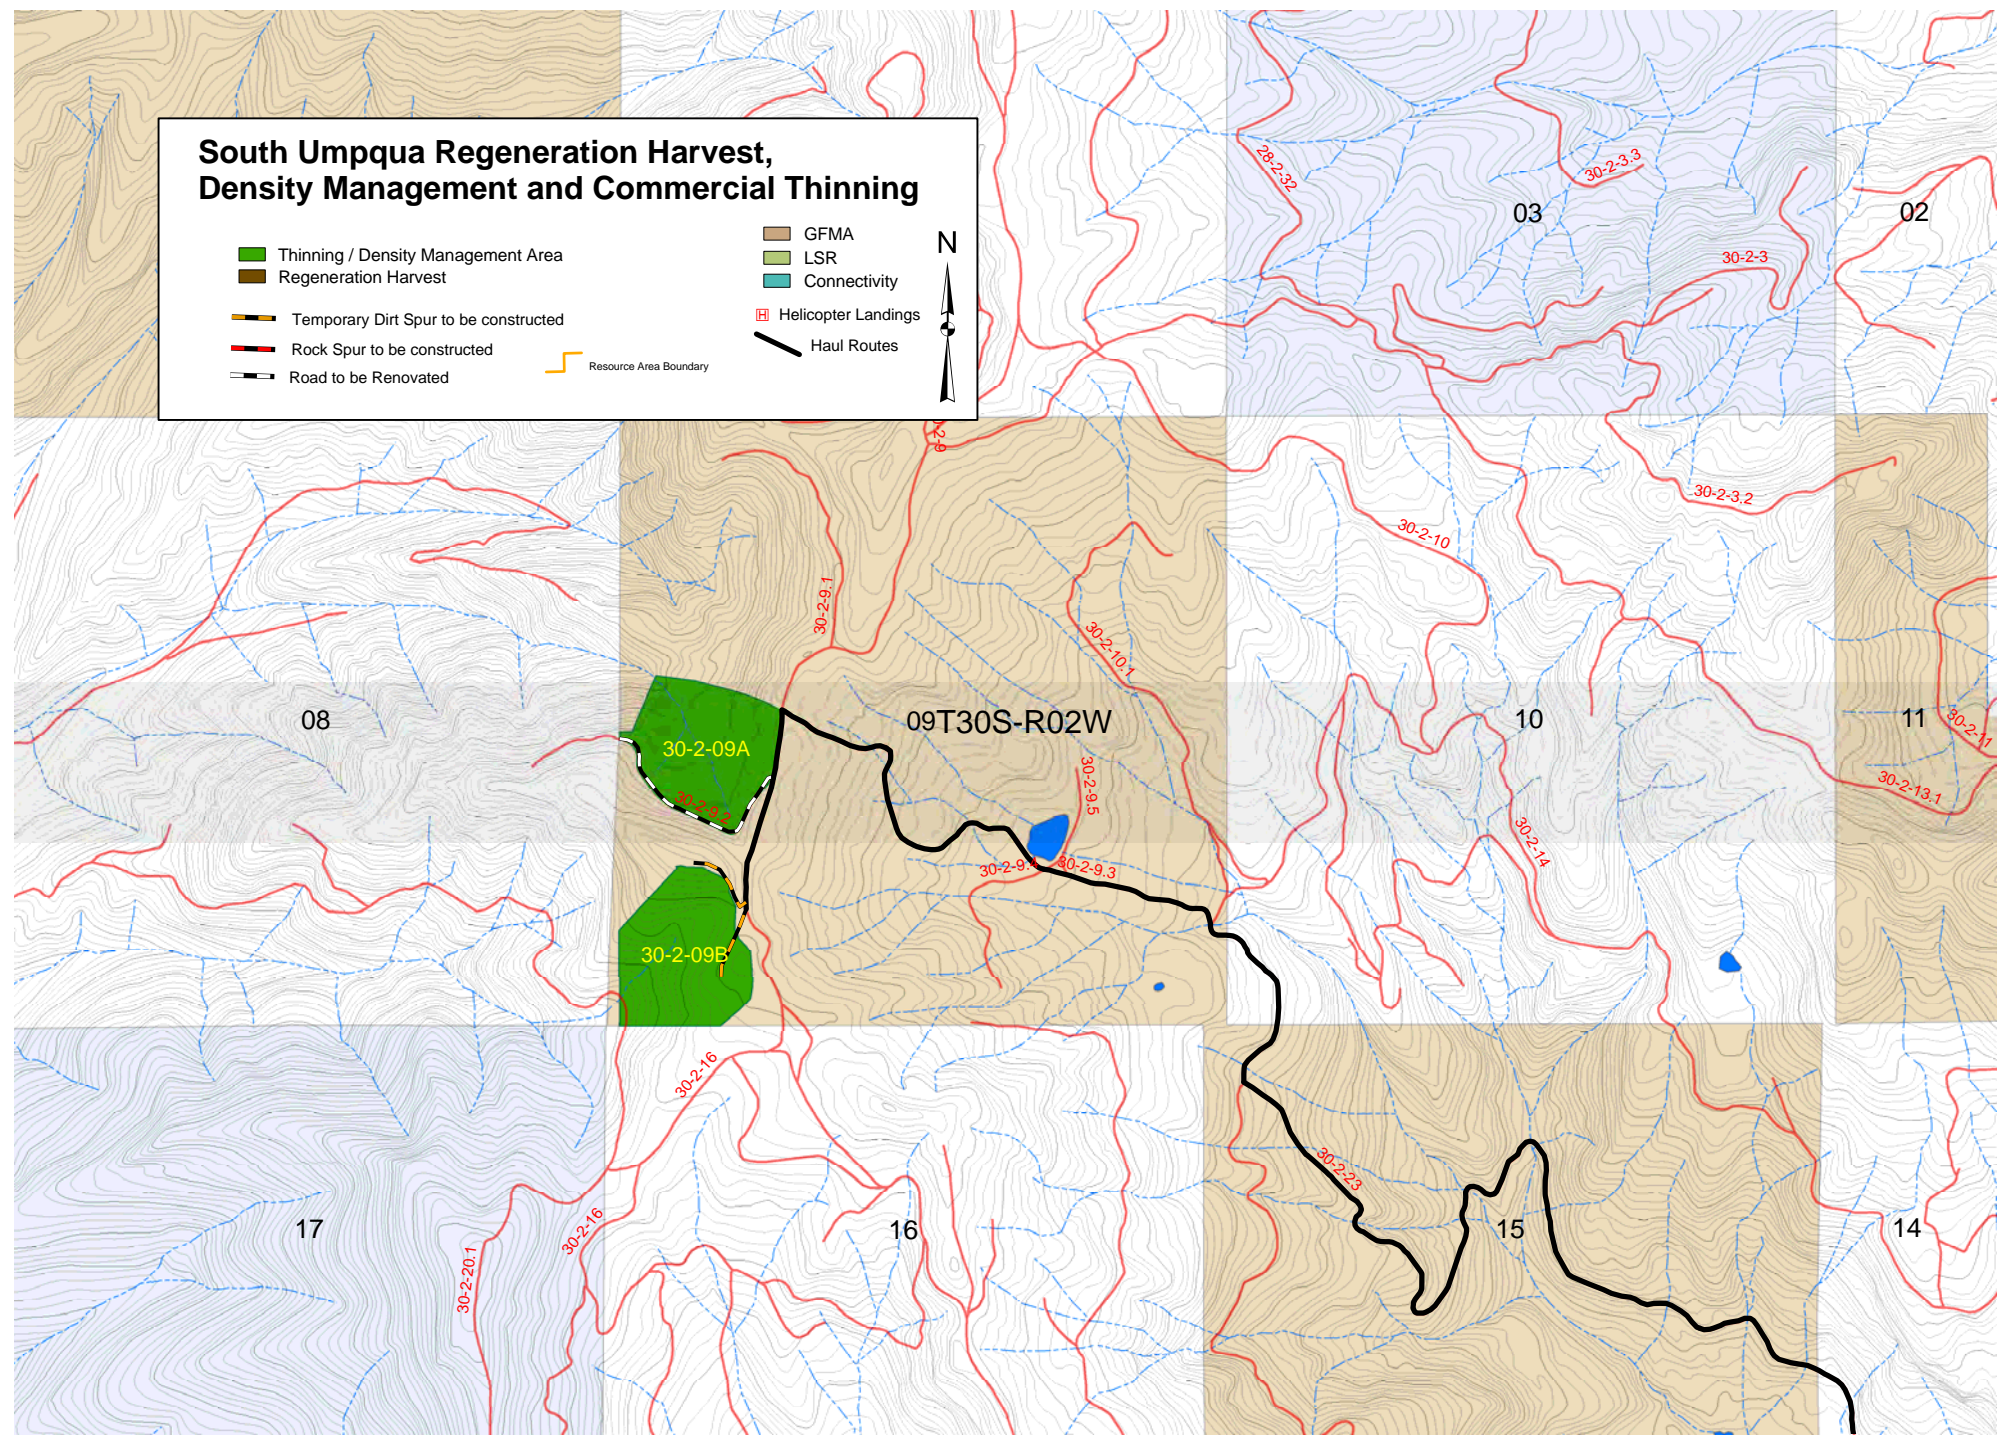 South Umpqua Regeneration Harvest,
Density Management and Commercial Thinning
Thinning / Density Management Area
Regeneration Harvest
Temporary Dirt Spur to be constructed
Rock Spur to be constructed
Road to be Renovated
Resource Area Boundary
GFMA
LSR
Connectivity
H Helicopter Landings
Haul Routes
N
28-2-32
30-2-3.3
03
02
30-2-3
30-2-3.2
30-2-10
30-2-9.1
30-2-10.1
08
30-2-09A
09
T30S-R02W
10
11
30-2-11
30-2-13.1
30-2-9.2
30-2-9.5
30-2-14
30-2-9.3
30-2-09B
30-2-16
30-2-23
17
30-2-16
16
15
14
30-2-20.1